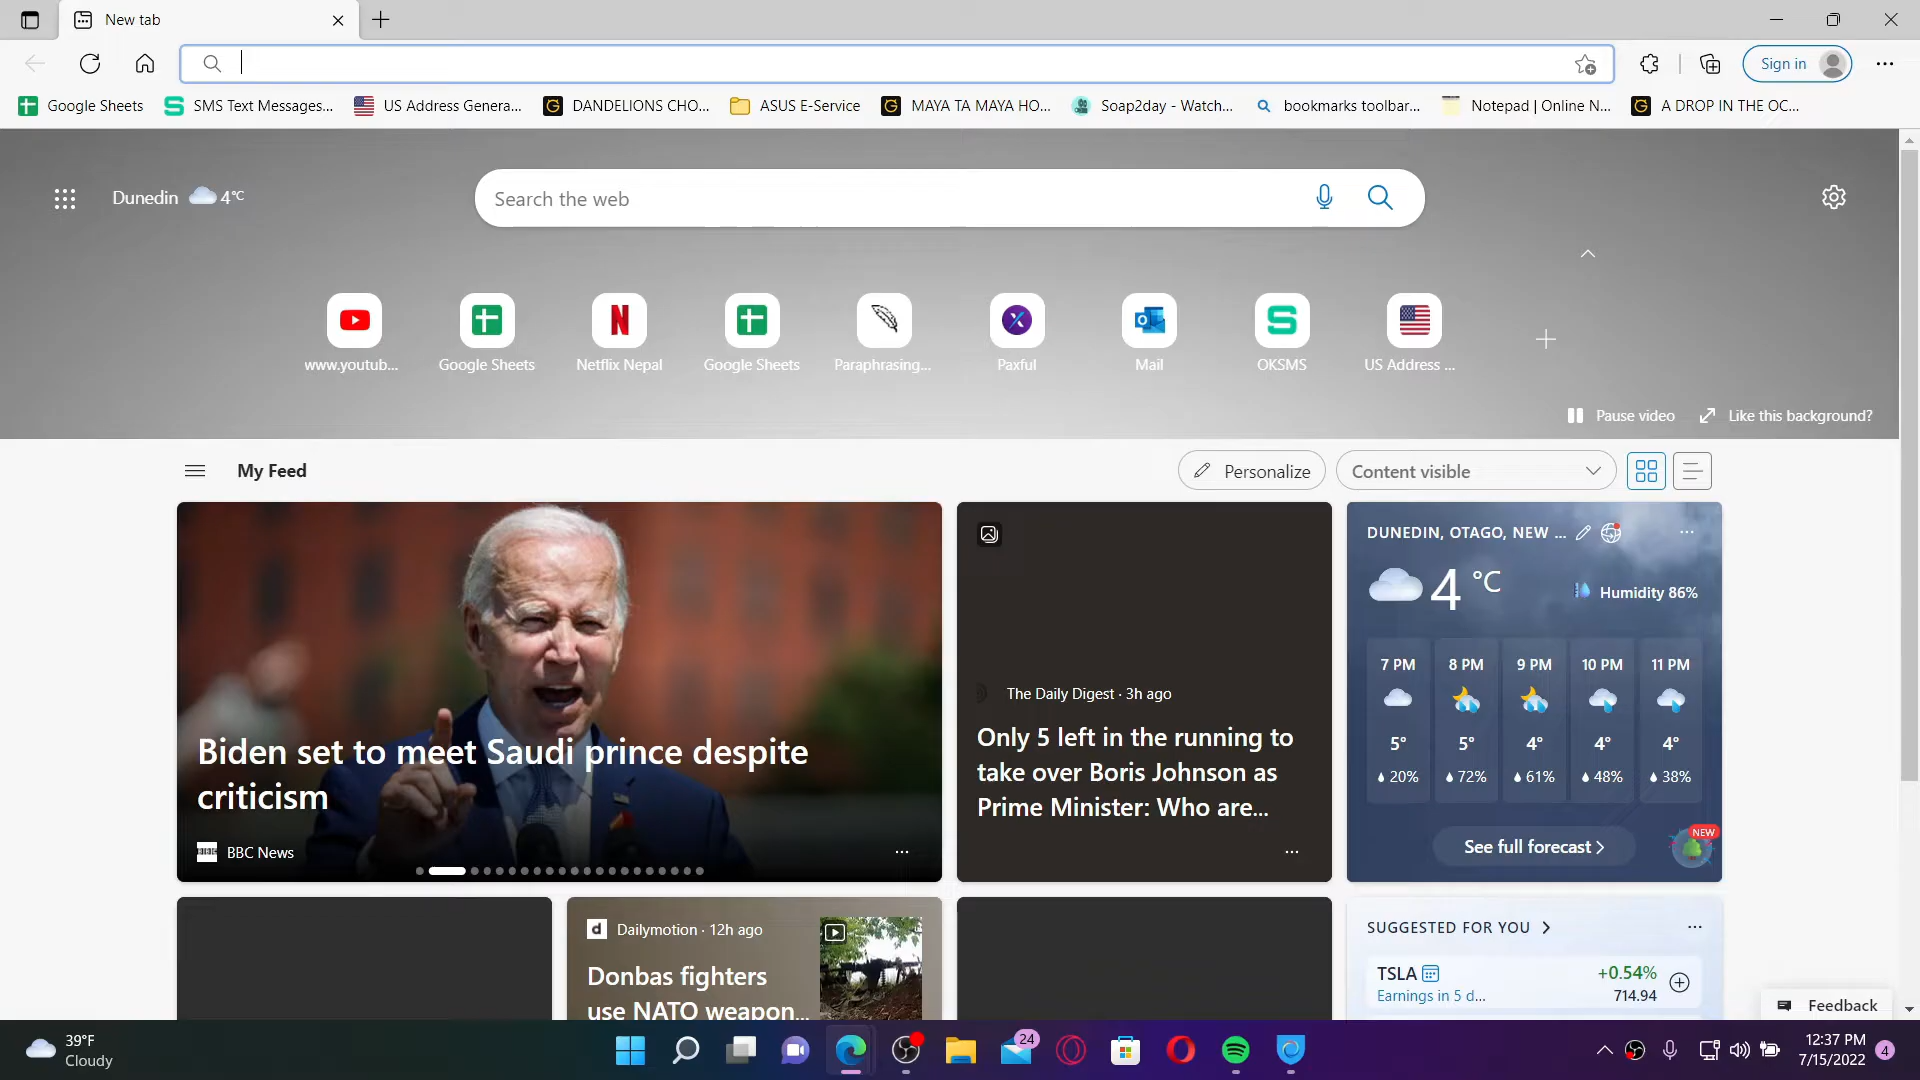 New tab
Sign in
Google Sheets
SMS Text Messages...
US Address Genera...
DANDELIONS CHO...
ASUS E-Service
MAYA TA MAYA HO...
Soap2day - Watch...
bookmarks toolbar...
Notepad | Online N...
A DROP IN THE OC...
Dunedin 4°C
Search the web
www.youtub...
Google Sheets
Netflix Nepal
Google Sheets
Paraphrasing...
Paxful
Mail
OKSMS
US Address ...
Pause video
Like this background?
My Feed
Personalize
Content visible
Biden set to meet Saudi prince despite
criticism
BBC News
The Daily Digest · 3h ago
Only 5 left in the running to
take over Boris Johnson as
Prime Minister: Who are...
DUNEDIN, OTAGO, NEW ...
4 °C
Humidity 86%
7 PM 8 PM 9 PM 10 PM 11 PM
5° 5° 4° 4° 4°
20% 72% 61% 48% 38%
See full forecast
NEW
Dailymotion · 12h ago
Donbas fighters
use NATO weapon...
SUGGESTED FOR YOU
TSLA +0.54%
Earnings in 5 d... 714.94
Feedback
39°F
Cloudy
24
12:37 PM
7/15/2022
4